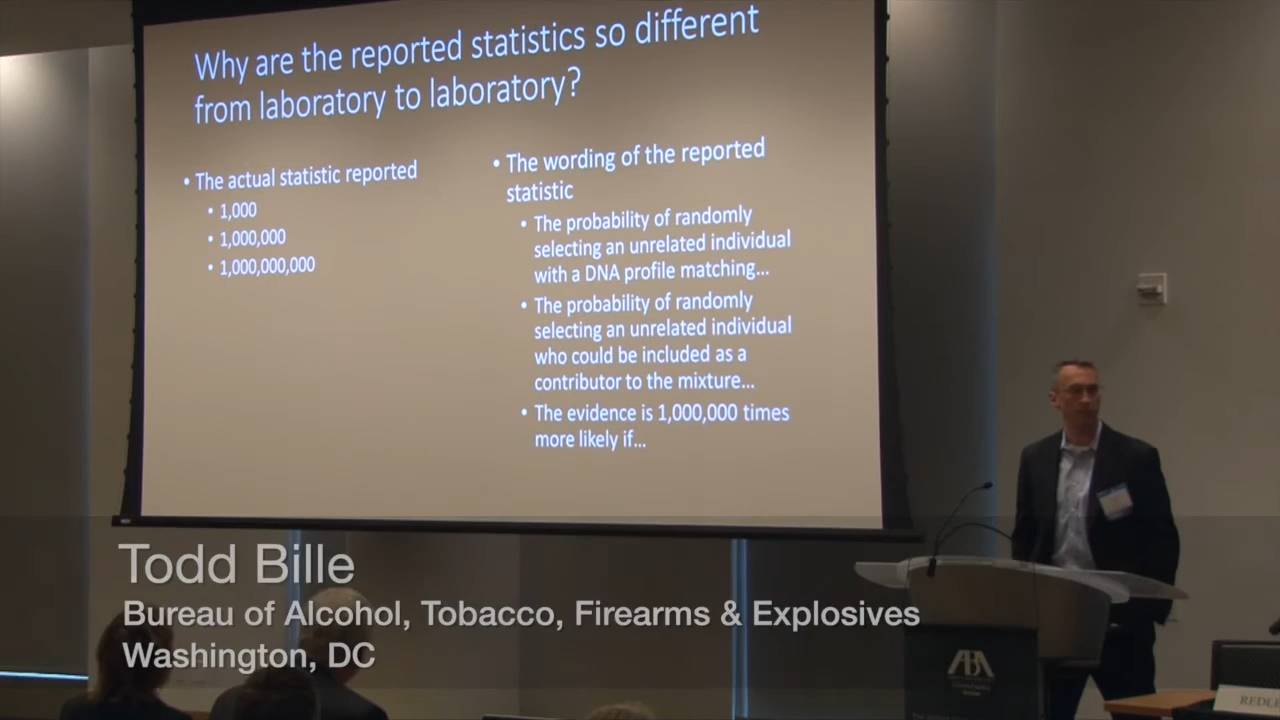 Why are the reported statistics so different
from laboratory to laboratory?
• The actual statistic reported
• 1,000
• 1,000,000
• 1,000,000,000
• The wording of the reported
statistic
• The probability of randomly
selecting an unrelated individual
with a DNA profile matching...
• The probability of randomly
selecting an unrelated individual
who could be included as a
contributor to the mixture...
• The evidence is 1,000,000 times
more likely if...
Todd Bille
Bureau of Alcohol, Tobacco, Firearms & Explosives
Washington, DC
ABA